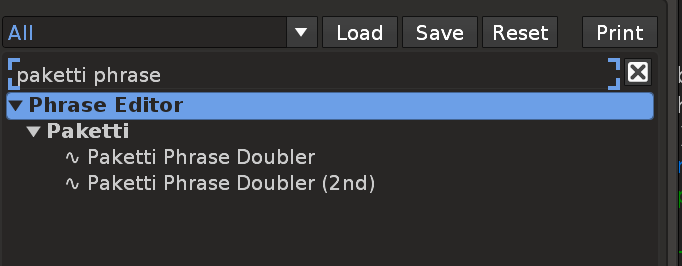 All Load Save Reset Print
paketti phrase
Phrase Editor
Paketti
Paketti Phrase Doubler
Paketti Phrase Doubler (2nd)